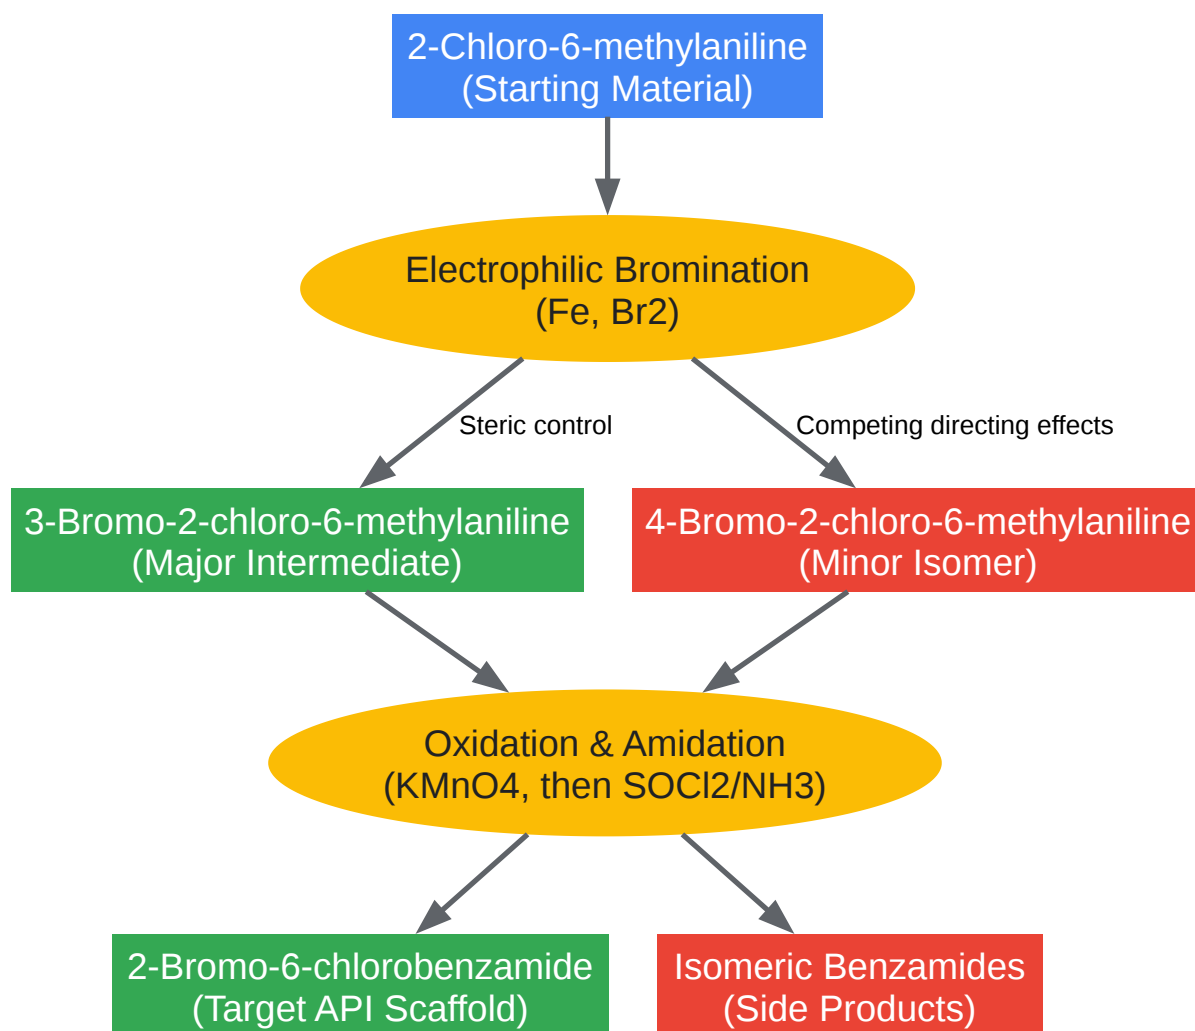 2-Chloro-6-methylaniline
(Starting Material)
Electrophilic Bromination
(Fe, Br2)
Steric control
Competing directing effects
3-Bromo-2-chloro-6-methylaniline
(Major Intermediate)
4-Bromo-2-chloro-6-methylaniline
(Minor Isomer)
Oxidation & Amidation
(KMnO4, then SOCl2/NH3)
2-Bromo-6-chlorobenzamide
(Target API Scaffold)
Isomeric Benzamides
(Side Products)